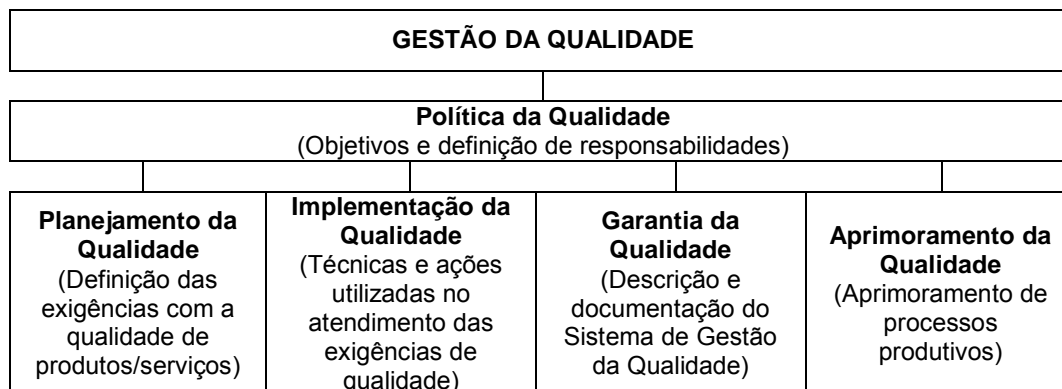 GESTÃO DA QUALIDADE
Política da Qualidade
(Objetivos e definição de responsabilidades)
Planejamento da
Qualidade
(Definição das
exigências com a
qualidade de
produtos/serviços)
Implementação da
Qualidade
(Técnicas e ações
utilizadas no
atendimento das
exigências de
qualidade)
Garantia da
Qualidade
(Descrição e
documentação do
Sistema de Gestão
da Qualidade)
Aprimoramento da
Qualidade
(Aprimoramento de
processos
produtivos)